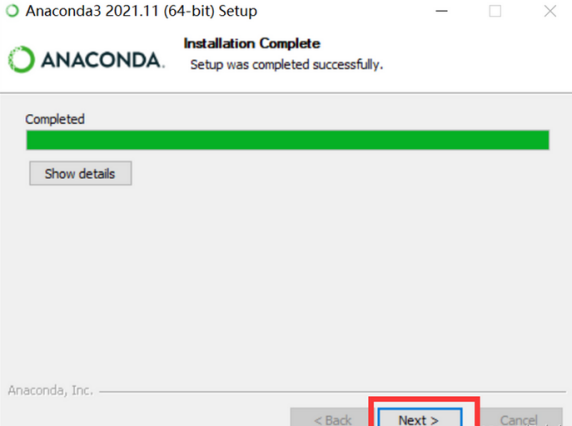 Anaconda3 2021.11 (64-bit) Setup
ANACONDA.
Installation Complete
Setup was completed successfully.
Completed
Show details
Anaconda, Inc.
< Back
Next >
Cancel